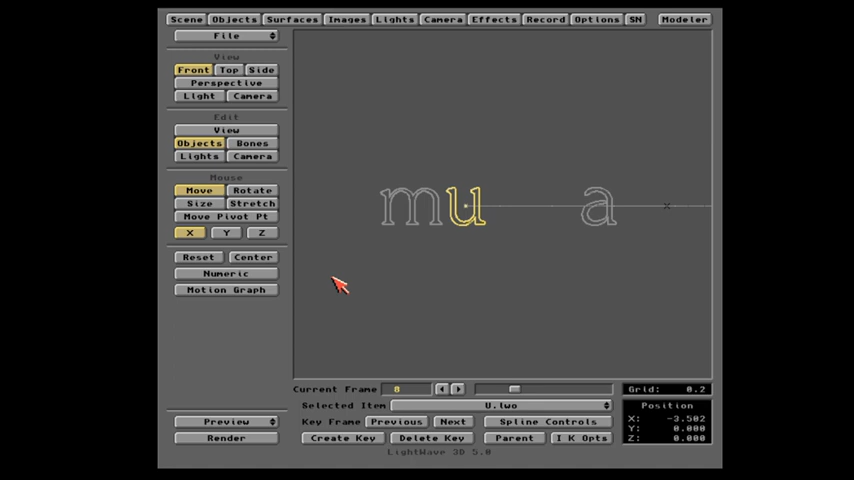 Scene Objects Surfaces Images Lights Camera Effects Record Options SN Modeler
File
View
Front Top Side
Perspective
Light Camera
Edit
View
Objects Bones
Lights Camera
Mouse
Move Rotate
Size Stretch
Move Pivot Pt
X Y Z
Reset Center
Numeric
Motion Graph
mu a
Current Frame 8 Grid: 0.2
Selected Item U.lwo
Position
X: -3.502
Y: 0.000
Z: 0.000
Key Frame Previous Next Spline Controls
Create Key Delete Key Parent I K Opts
Preview
Render
LightWave 3D 5.0